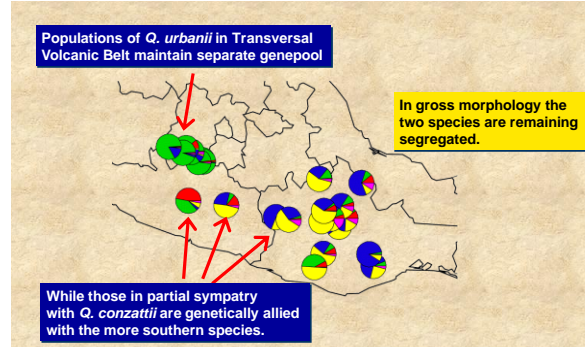 Populations of Q. urbanii in Transversal
Volcanic Belt maintain separate genepool
In gross morphology the
two species are remaining
segregated.
While those in partial sympatry
with Q. conzattii are genetically allied
with the more southern species.